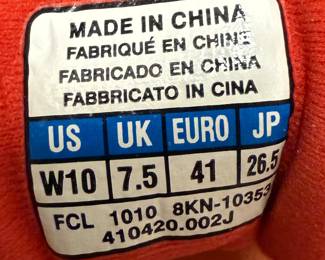 MADE IN CHINA
FABRIQUÉ EN CHINE
FABRICADO EN CHINA
FABBRICATO IN CINA
US UK EURO JP
W10 7.5 41 26.5
FCL 1010 8KN-10353
410420.002J